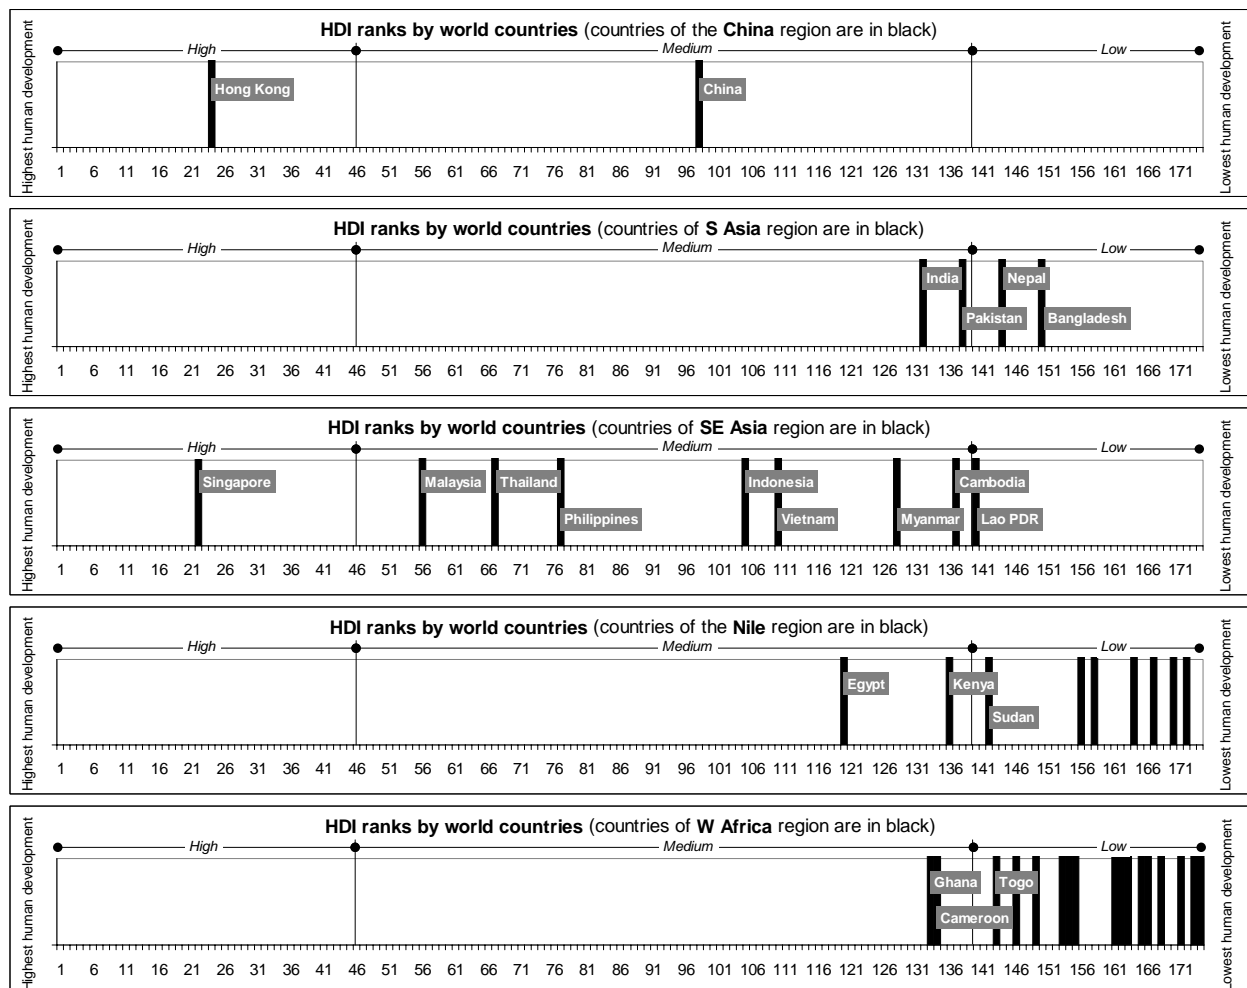 HDI ranks by world countries (countries of the China region are in black)
High Medium Low
Highest human development
Hong Kong China
Lowest human development
1 6 11 16 21 26 31 36 41 46 51 56 61 66 71 76 81 86 91 96 101 106 111 116 121 126 131 136 141 146 151 156 161 166 171
HDI ranks by world countries (countries of S Asia region are in black)
High Medium Low
Highest human development
India Nepal
Pakistan Bangladesh
Lowest human development
1 6 11 16 21 26 31 36 41 46 51 56 61 66 71 76 81 86 91 96 101 106 111 116 121 126 131 136 141 146 151 156 161 166 171
HDI ranks by world countries (countries of SE Asia region are in black)
High Medium Low
Highest human development
Singapore Malaysia Thailand Indonesia Cambodia
Philippines Vietnam Myanmar Lao PDR
Lowest human development
1 6 11 16 21 26 31 36 41 46 51 56 61 66 71 76 81 86 91 96 101 106 111 116 121 126 131 136 141 146 151 156 161 166 171
HDI ranks by world countries (countries of the Nile region are in black)
High Medium Low
Highest human development
Egypt Kenya
Sudan
Lowest human development
1 6 11 16 21 26 31 36 41 46 51 56 61 66 71 76 81 86 91 96 101 106 111 116 121 126 131 136 141 146 151 156 161 166 171
HDI ranks by world countries (countries of W Africa region are in black)
High Medium Low
Highest human development
Ghana Togo
Cameroon
Lowest human development
1 6 11 16 21 26 31 36 41 46 51 56 61 66 71 76 81 86 91 96 101 106 111 116 121 126 131 136 141 146 151 156 161 166 171